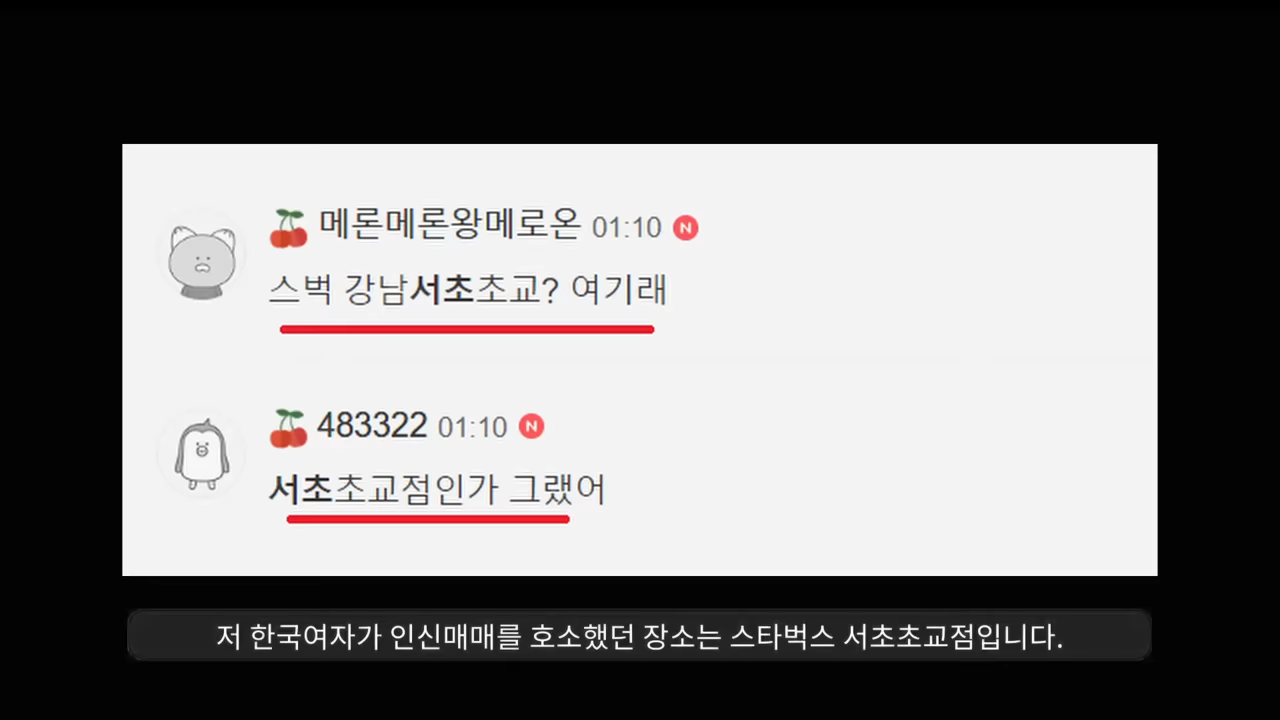 메론메론왕메로온 01:10 N
스벅 강남서초초교? 여기래
483322 01:10 N
서초초교점인가 그랬어
저 한국여자가 인신매매를 호소했던 장소는 스타벅스 서초초교점입니다.